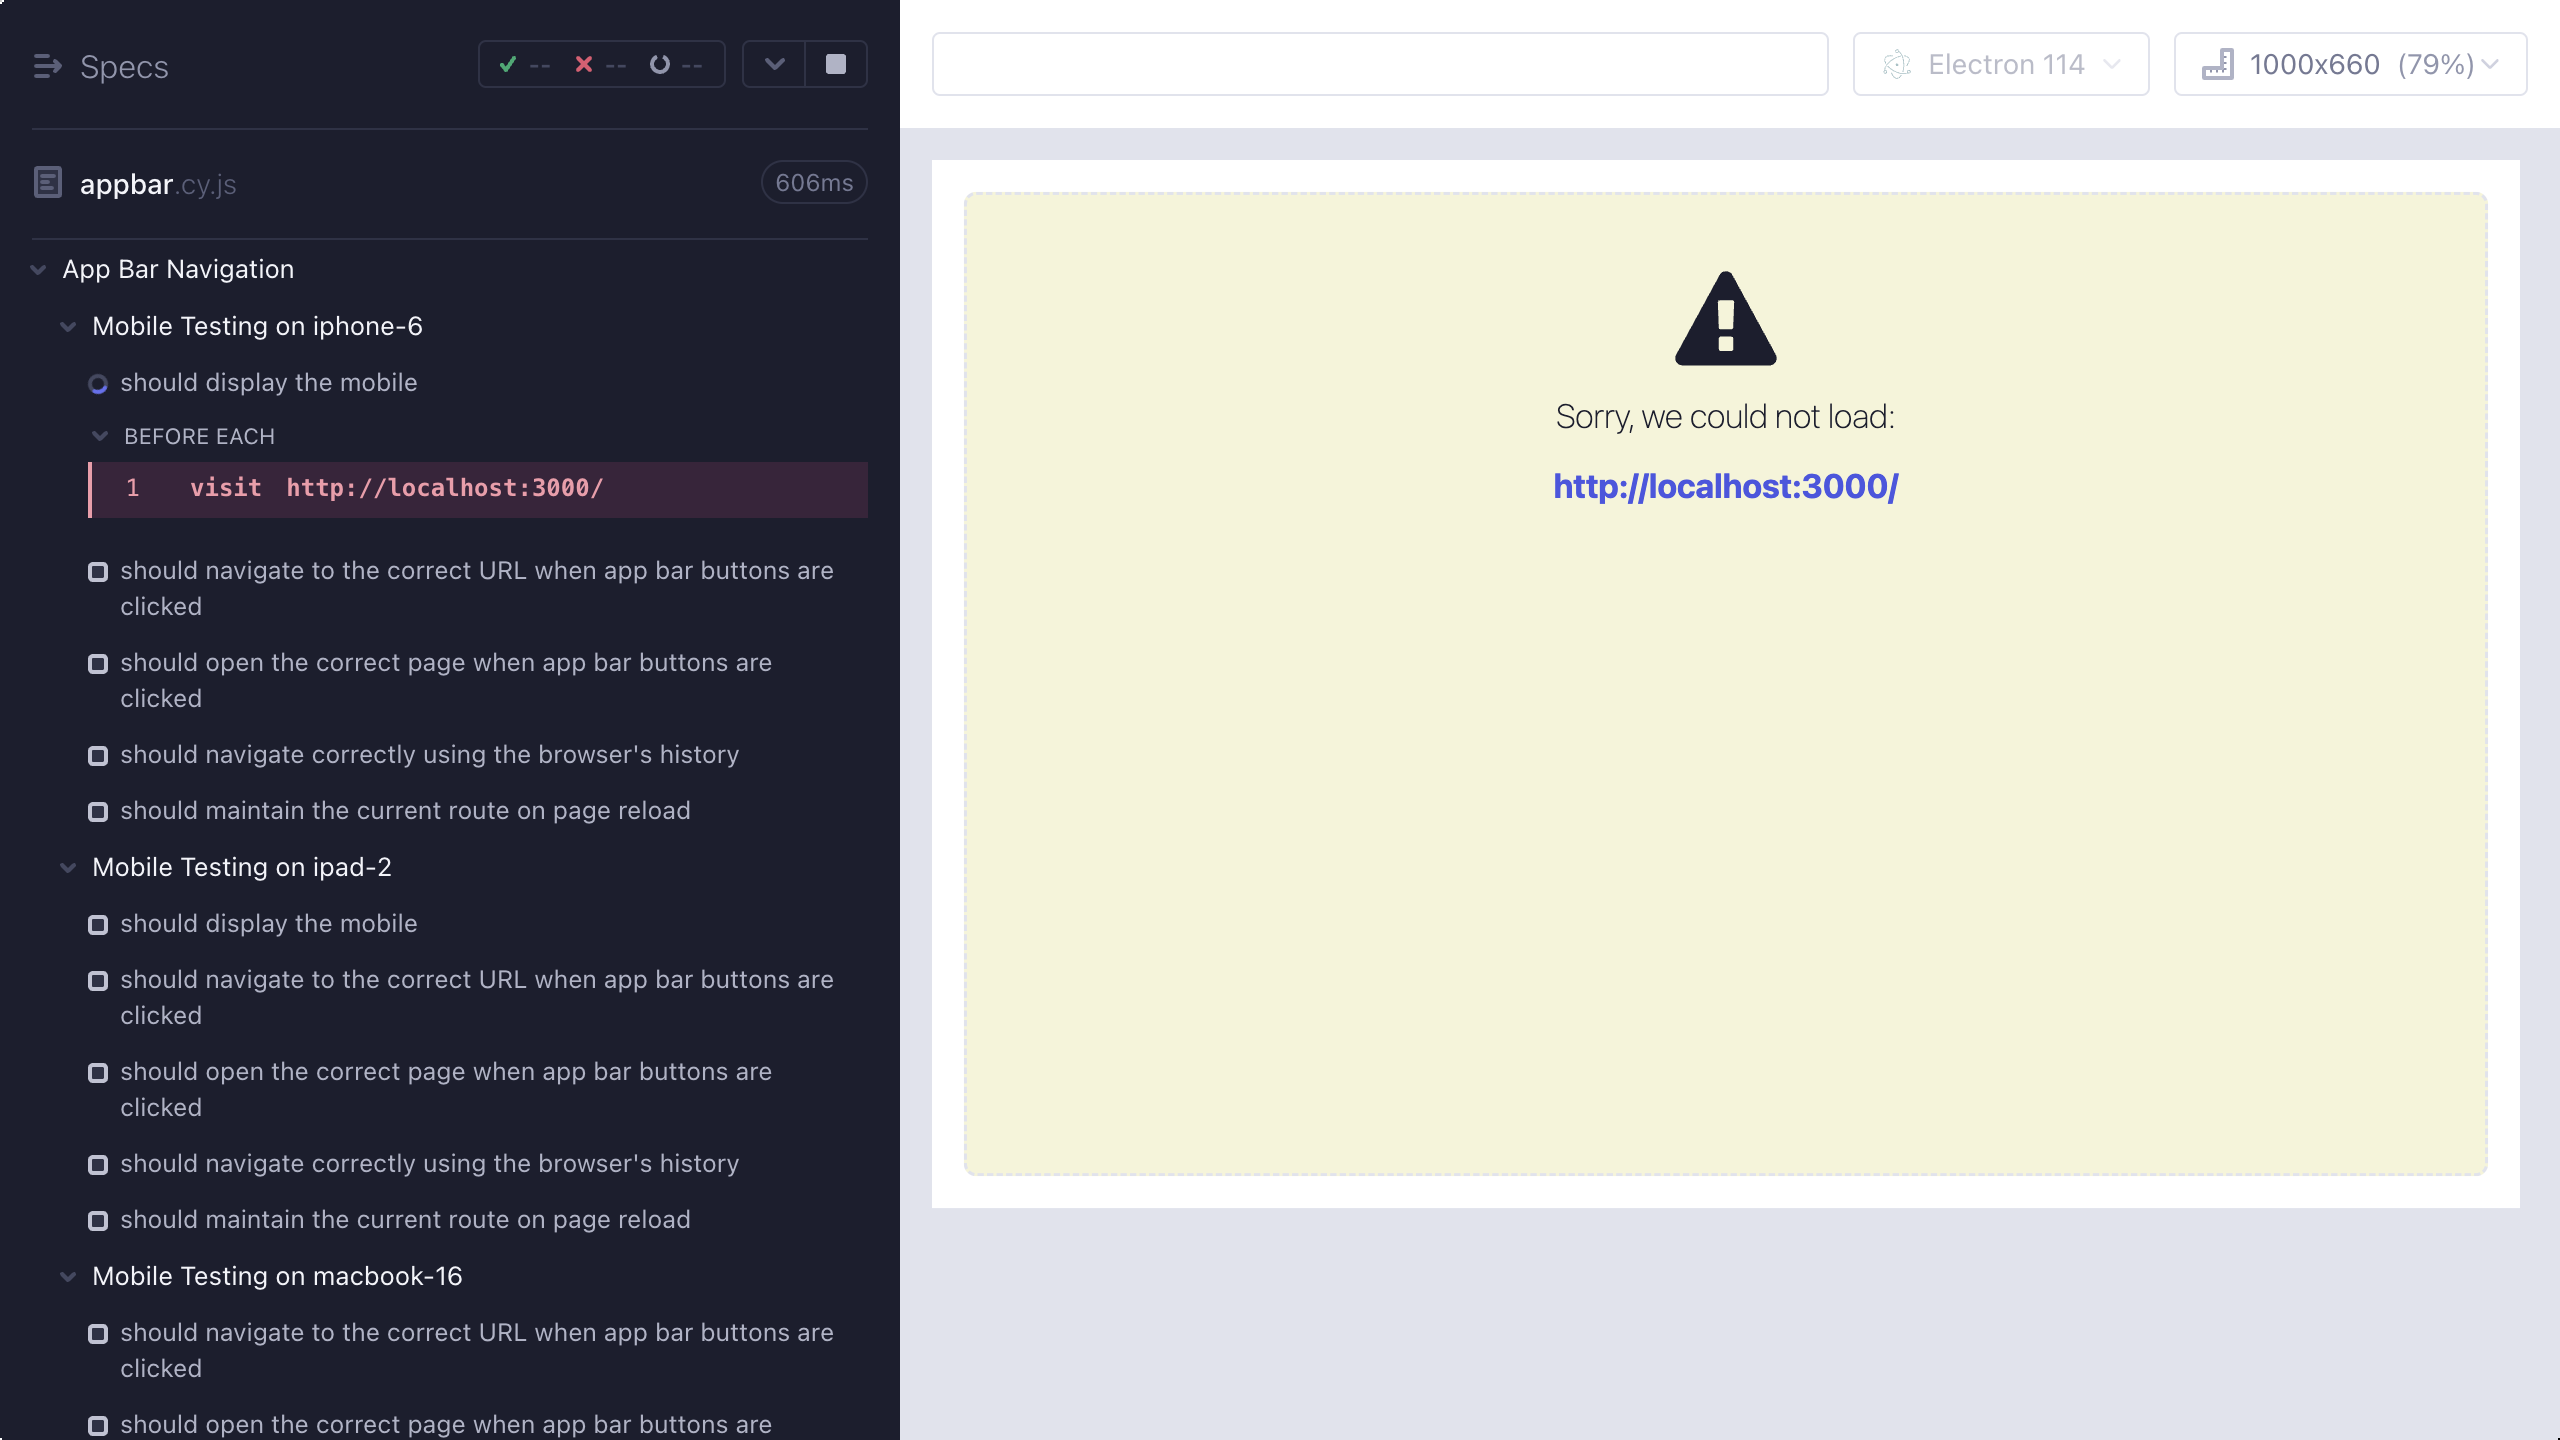 Specs
--
--
--
appbar.cy.js
606ms
App Bar Navigation
Mobile Testing on iphone-6
should display the mobile
BEFORE EACH
1 visit http://localhost:3000/
should navigate to the correct URL when app bar buttons are
clicked
should open the correct page when app bar buttons are
clicked
should navigate correctly using the browser's history
should maintain the current route on page reload
Mobile Testing on ipad-2
should display the mobile
should navigate to the correct URL when app bar buttons are
clicked
should open the correct page when app bar buttons are
clicked
should navigate correctly using the browser's history
should maintain the current route on page reload
Mobile Testing on macbook-16
should navigate to the correct URL when app bar buttons are
clicked
should open the correct page when app bar buttons are
Electron 114
1000x660 (79%)
Sorry, we could not load:
http://localhost:3000/